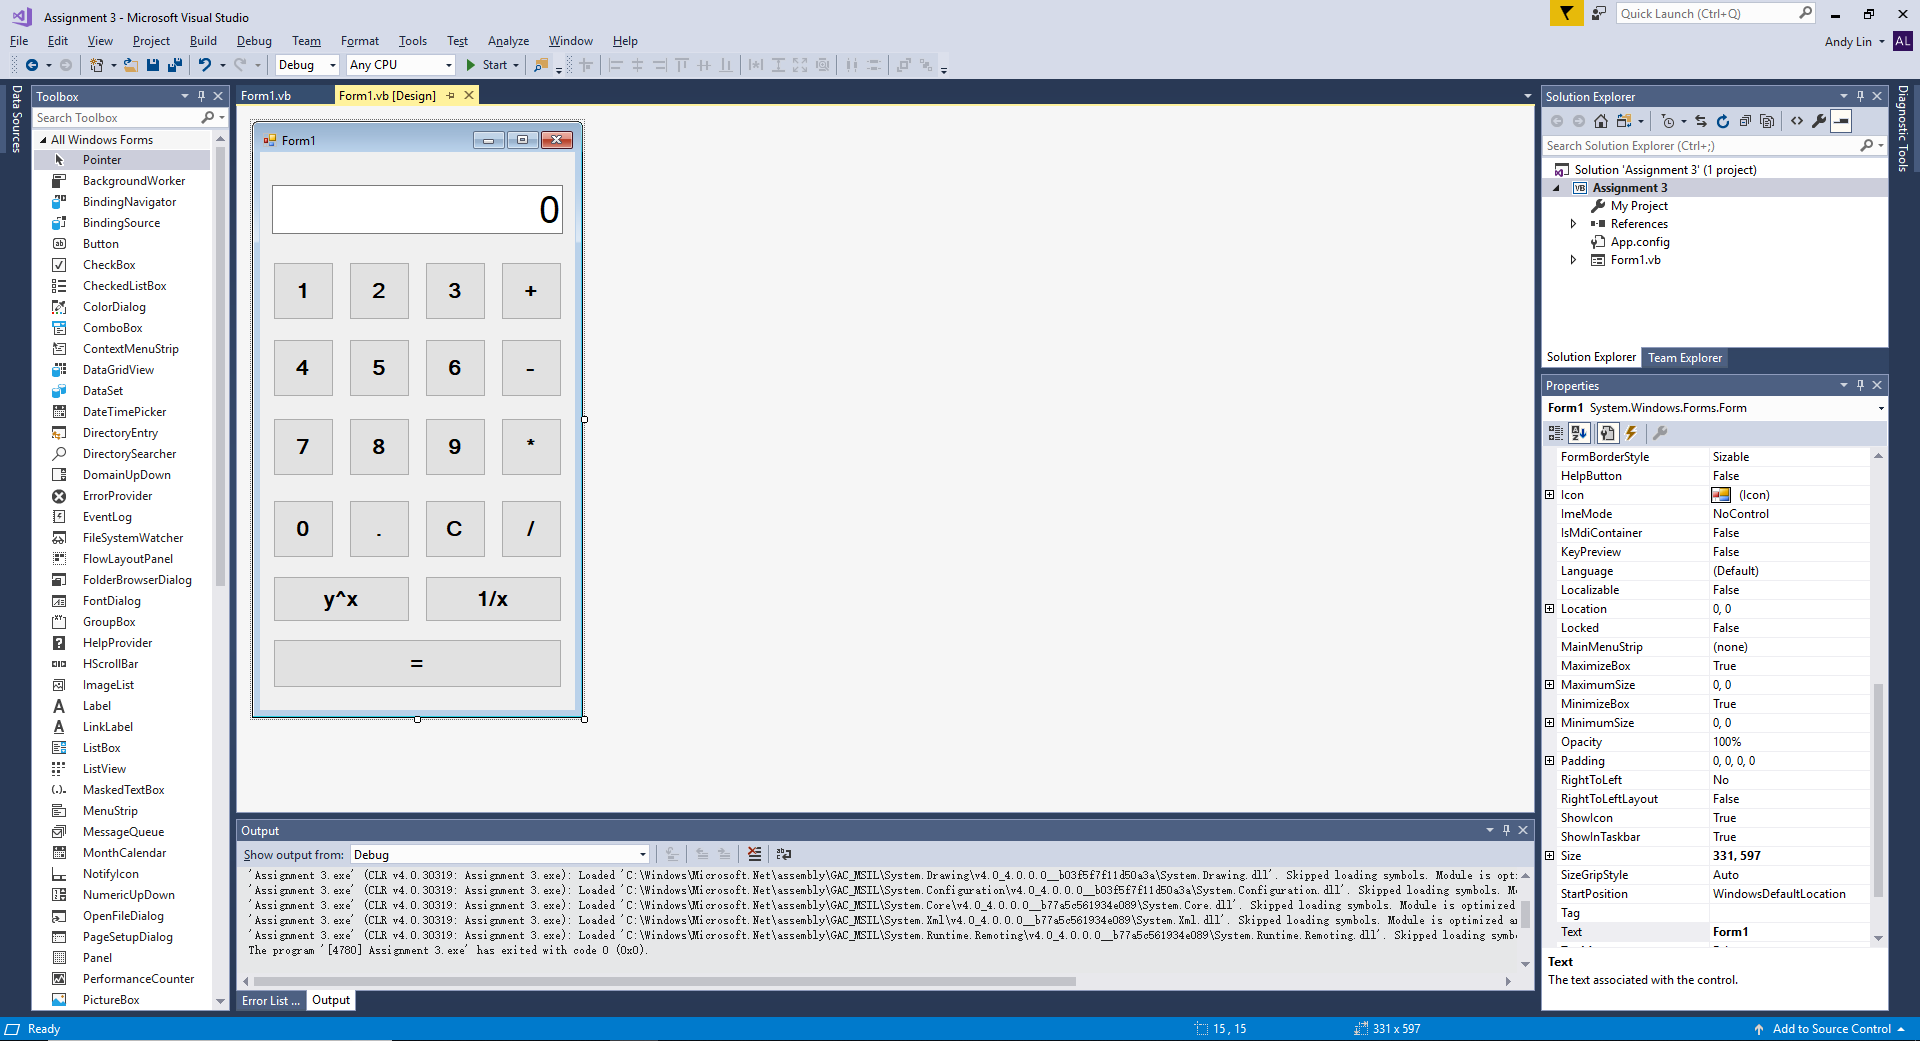 Assignment 3 - Microsoft Visual Studio
Quick Launch (Ctrl+Q)
File Edit View Project Build Debug Team Format Tools Test Analyze Window Help
Andy Lin AL
Debug Any CPU Start
Data Sources
Toolbox
Search Toolbox
All Windows Forms
Pointer
BackgroundWorker
BindingNavigator
BindingSource
Button
CheckBox
CheckedListBox
ColorDialog
ComboBox
ContextMenuStrip
DataGridView
DataSet
DateTimePicker
DirectoryEntry
DirectorySearcher
DomainUpDown
ErrorProvider
EventLog
FileSystemWatcher
FlowLayoutPanel
FolderBrowserDialog
FontDialog
GroupBox
HelpProvider
HScrollBar
ImageList
Label
LinkLabel
ListBox
ListView
MaskedTextBox
MenuStrip
MessageQueue
MonthCalendar
NotifyIcon
NumericUpDown
OpenFileDialog
PageSetupDialog
Panel
PerformanceCounter
PictureBox
Form1.vb Form1.vb [Design]
Form1
0
1 2 3 +
4 5 6 -
7 8 9 *
0 . C /
y^x 1/x
=
Output
Show output from: Debug
'Assignment 3.exe' (CLR v4.0.30319: Assignment 3.exe): Loaded 'C:\Windows\Microsoft.Net\assembly\GAC_MSIL\System.Drawing\v4.0_4.0.0.0__b03f5f7f11d50a3a\System.Drawing.dll'. Skipped loading symbols. Module is opt
'Assignment 3.exe' (CLR v4.0.30319: Assignment 3.exe): Loaded 'C:\Windows\Microsoft.Net\assembly\GAC_MSIL\System.Configuration\v4.0_4.0.0.0__b03f5f7f11d50a3a\System.Configuration.dll'. Skipped loading symbols. M
'Assignment 3.exe' (CLR v4.0.30319: Assignment 3.exe): Loaded 'C:\Windows\Microsoft.Net\assembly\GAC_MSIL\System.Core\v4.0_4.0.0.0__b77a5c561934e089\System.Core.dll'. Skipped loading symbols. Module is optimized
'Assignment 3.exe' (CLR v4.0.30319: Assignment 3.exe): Loaded 'C:\Windows\Microsoft.Net\assembly\GAC_MSIL\System.Xml\v4.0_4.0.0.0__b77a5c561934e089\System.Xml.dll'. Skipped loading symbols. Module is optimized a
'Assignment 3.exe' (CLR v4.0.30319: Assignment 3.exe): Loaded 'C:\Windows\Microsoft.Net\assembly\GAC_MSIL\System.Runtime.Remoting\v4.0_4.0.0.0__b77a5c561934e089\System.Runtime.Remoting.dll'. Skipped loading symb
The program '[4780] Assignment 3.exe' has exited with code 0 (0x0).
Error List ... Output
Solution Explorer
Search Solution Explorer (Ctrl+;)
Solution 'Assignment 3' (1 project)
VB Assignment 3
My Project
References
App.config
Form1.vb
Solution Explorer Team Explorer
Properties
Form1 System.Windows.Forms.Form
FormBorderStyle Sizable
HelpButton False
Icon (Icon)
ImeMode NoControl
IsMdiContainer False
KeyPreview False
Language (Default)
Localizable False
Location 0, 0
Locked False
MainMenuStrip (none)
MaximizeBox True
MaximumSize 0, 0
MinimizeBox True
MinimumSize 0, 0
Opacity 100%
Padding 0, 0, 0, 0
RightToLeft No
RightToLeftLayout False
ShowIcon True
ShowInTaskbar True
Size 331, 597
SizeGripStyle Auto
StartPosition WindowsDefaultLocation
Tag
Text Form1
Text
The text associated with the control.
Diagnostic Tools
Ready 15, 15 331 x 597 Add to Source Control